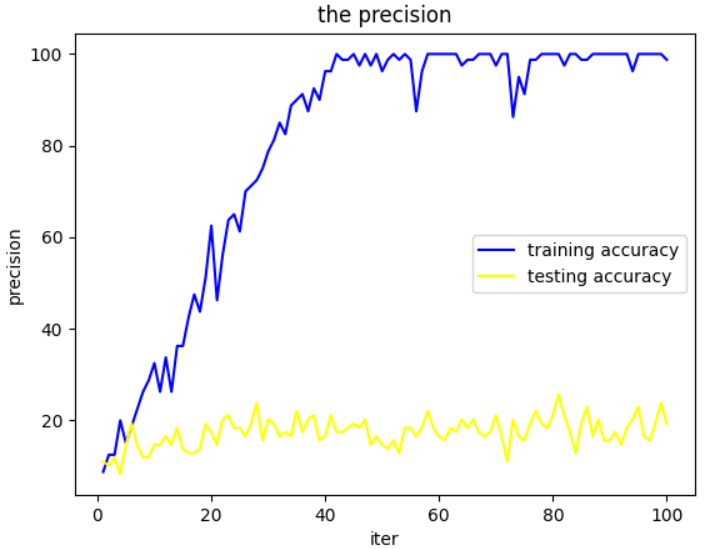 the precision
100
80
60
40
20
precision
training accuracy
testing accuracy
0
20
40
60
80
100
iter